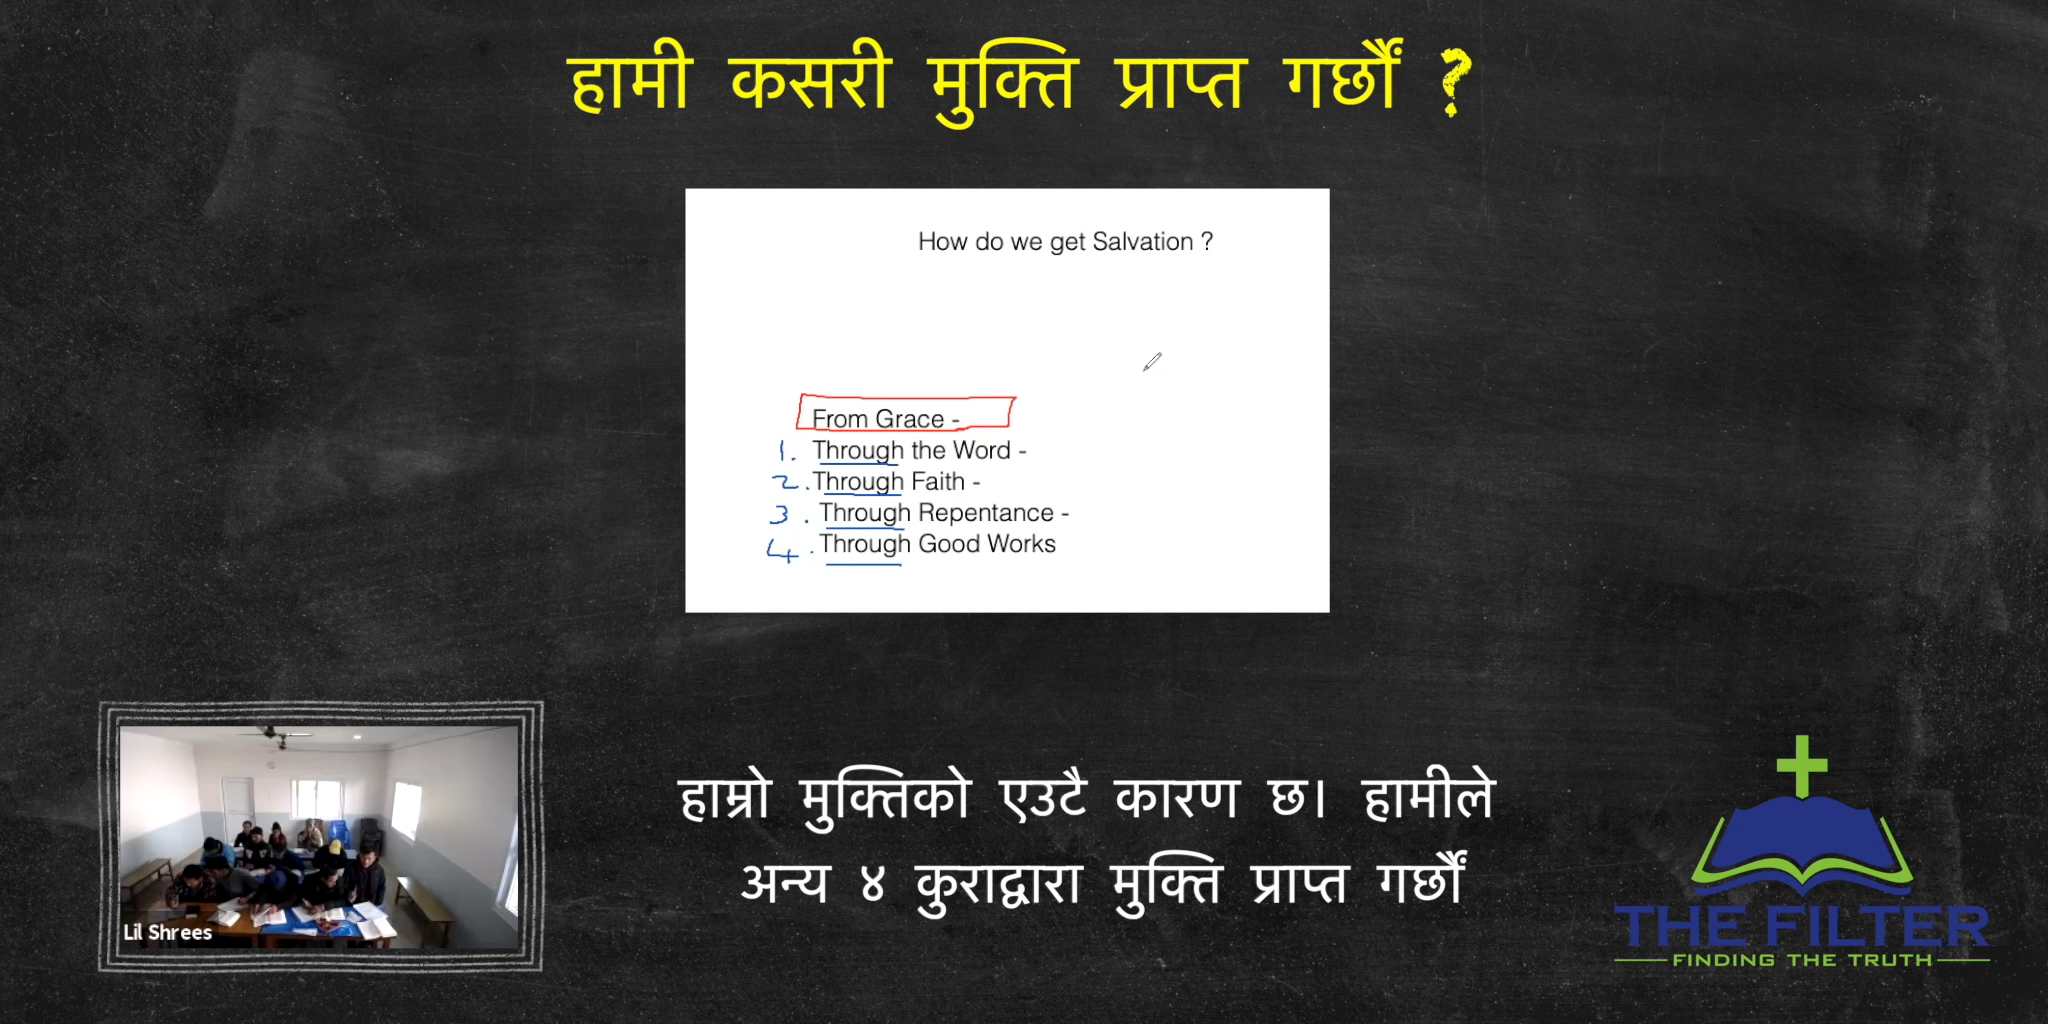 हामी कसरी मुक्ति प्राप्त गर्छौं ?
How do we get Salvation ?
From Grace -
1. Through the Word -
2. Through Faith -
3. Through Repentance -
4. Through Good Works
हाम्रो मुक्तिको एउटै कारण छ। हामीले
अन्य ४ कुराद्वारा मुक्ति प्राप्त गर्छौं
Lil Shrees
THE FILTER
FINDING THE TRUTH